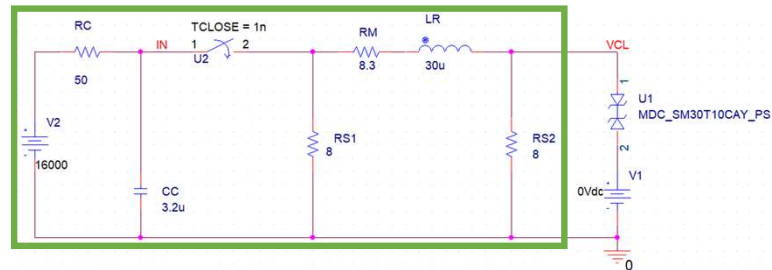 RC
50
IN
TCLOSE = 1n
1
2
U2
RM
8.3
LR
30u
VCL
V2
16000
CC
3.2u
RS1
8
RS2
8
1
U1
MDC_SM30T10CAY_PS
2
V1
0Vdc
0